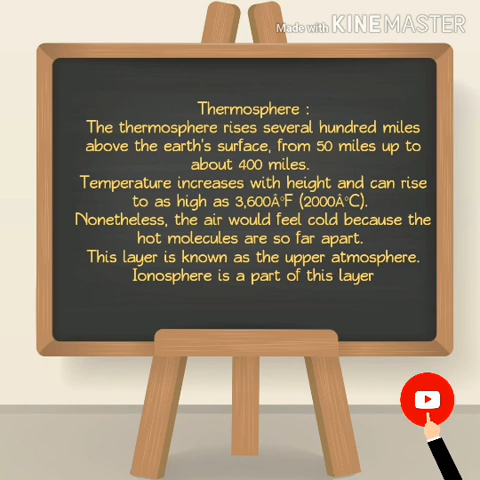 Made with KINEMASTER
Thermosphere :
The thermosphere rises several hundred miles
above the earth's surface, from 50 miles up to
about 400 miles.
Temperature increases with height and can rise
to as high as 3,600Â°F (2000Â°C).
Nonetheless, the air would feel cold because the
hot molecules are so far apart.
This layer is known as the upper atmosphere.
Ionosphere is a part of this layer